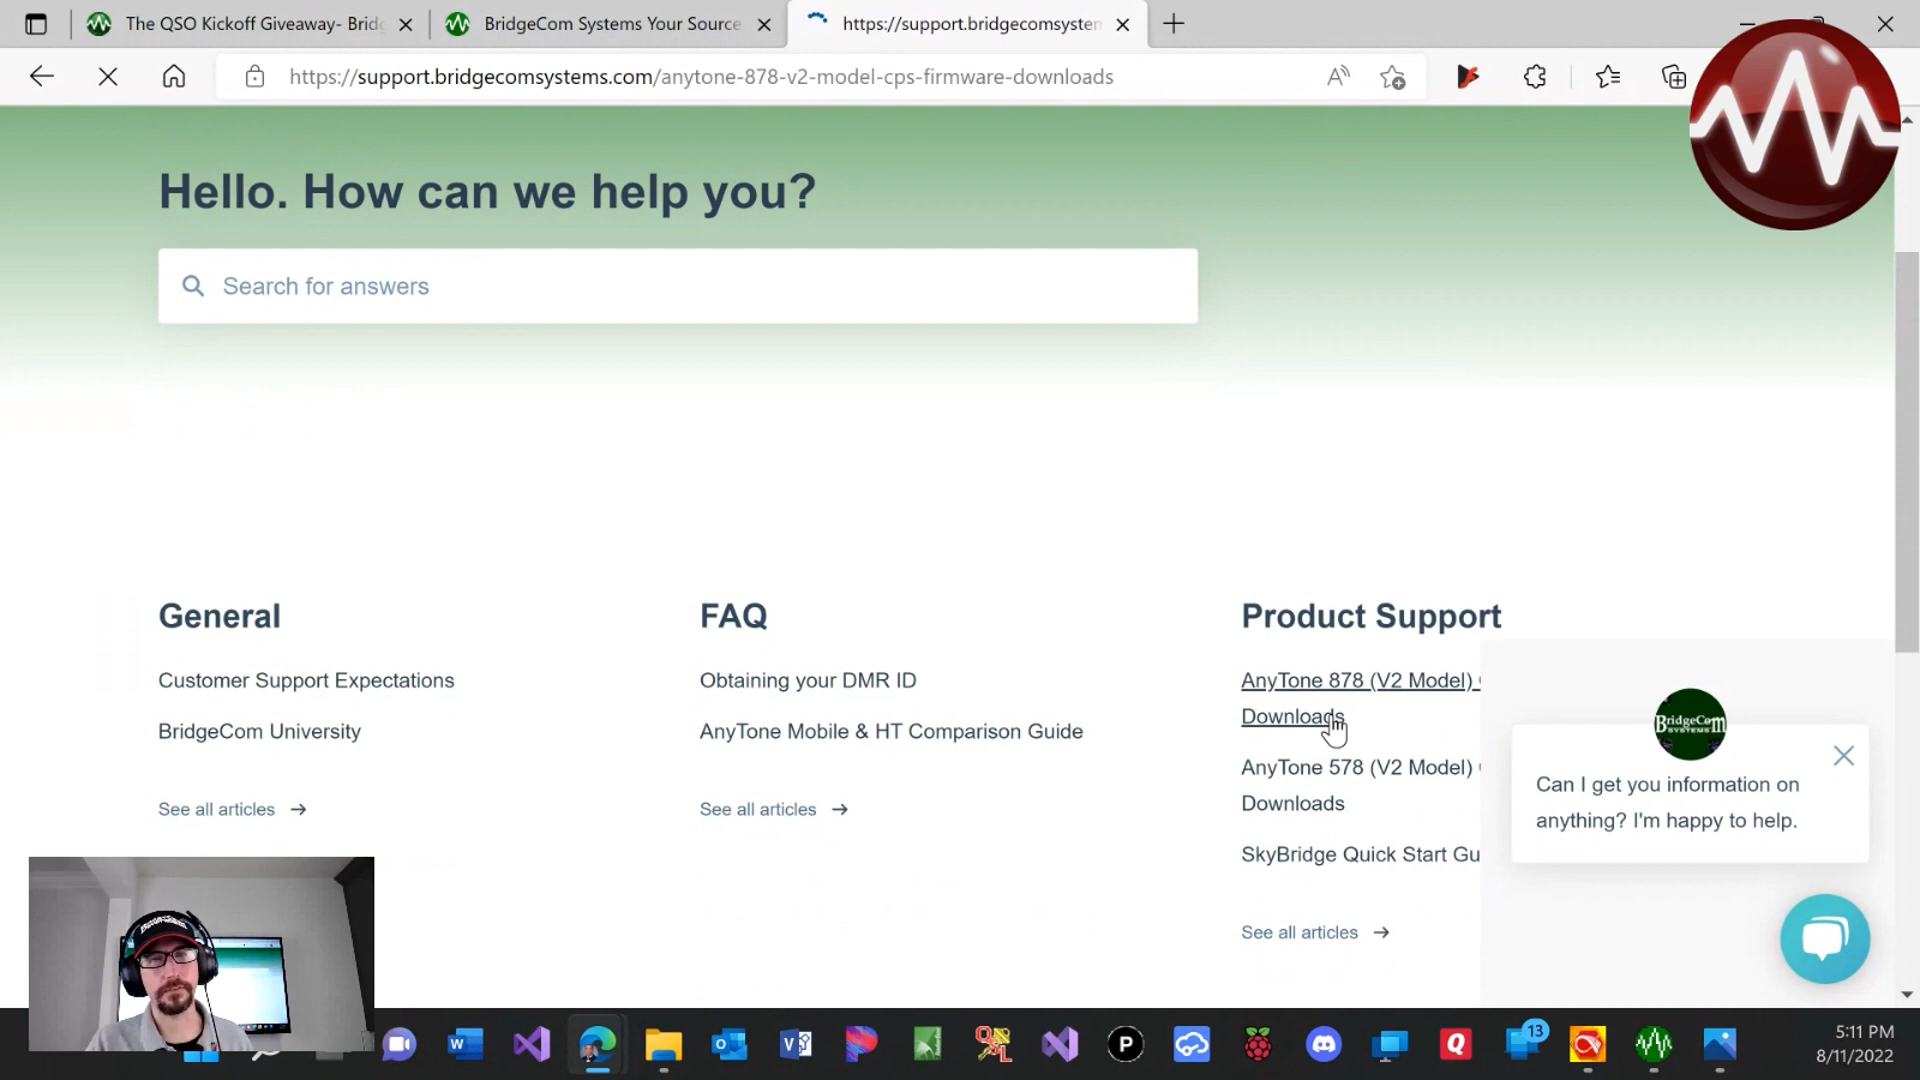 The QSO Kickoff Giveaway- Bridg
BridgeCom Systems Your Source
https://support.bridgecomsystem
https://support.bridgecomsystems.com/anytone-878-v2-model-cps-firmware-downloads
Hello. How can we help you?
Search for answers
General
FAQ
Product Support
Customer Support Expectations
Obtaining your DMR ID
AnyTone 878 (V2 Model)
Downloads
BridgeCom University
AnyTone Mobile & HT Comparison Guide
AnyTone 578 (V2 Model)
Downloads
See all articles
See all articles
SkyBridge Quick Start Gu
See all articles
BridgeCom
SYSTEMS
Can I get you information on
anything? I'm happy to help.
13
5:11 PM
8/11/2022